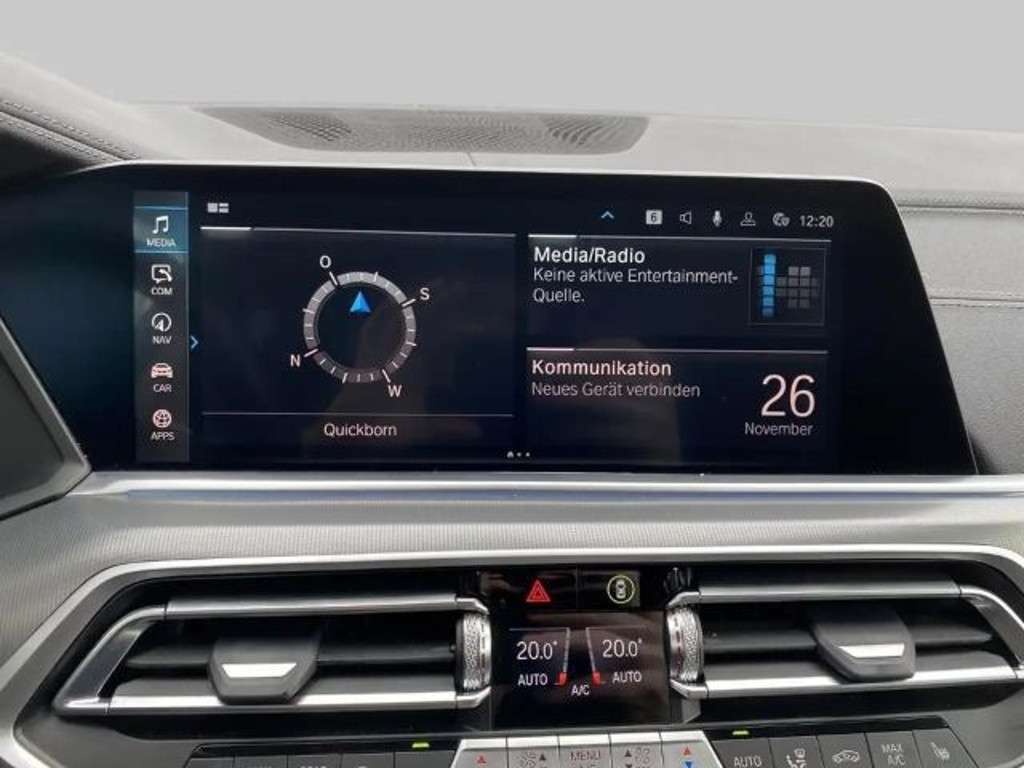 6 12:20
MEDIA
COM
NAV
CAR
APPS
O
S
N
W
Quickborn
Media/Radio
Keine aktive Entertainment-
Quelle.
Kommunikation
Neues Gerät verbinden
26
November
20.0° 20.0°
AUTO A/C AUTO
MENU
AUTO
MAX
A/C